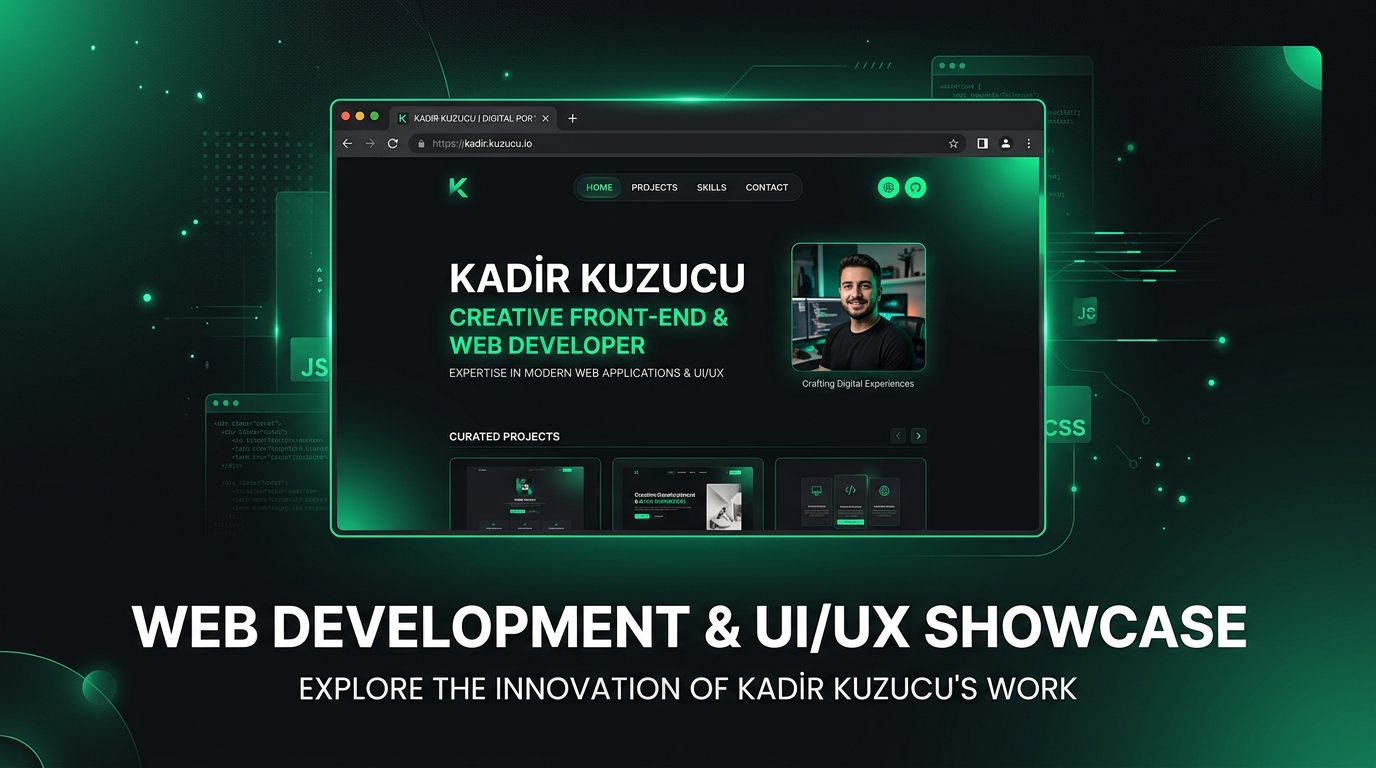 KADİR KUZUCU | DIGITAL POR
https://kadir.kuzucu.io
HOME PROJECTS SKILLS CONTACT
KADİR KUZUCU
CREATIVE FRONT-END &
WEB DEVELOPER
EXPERTISE IN MODERN WEB APPLICATIONS & UI/UX
Crafting Digital Experiences
CURATED PROJECTS
JS
JS
CSS
WEB DEVELOPMENT & UI/UX SHOWCASE
EXPLORE THE INNOVATION OF KADİR KUZUCU'S WORK